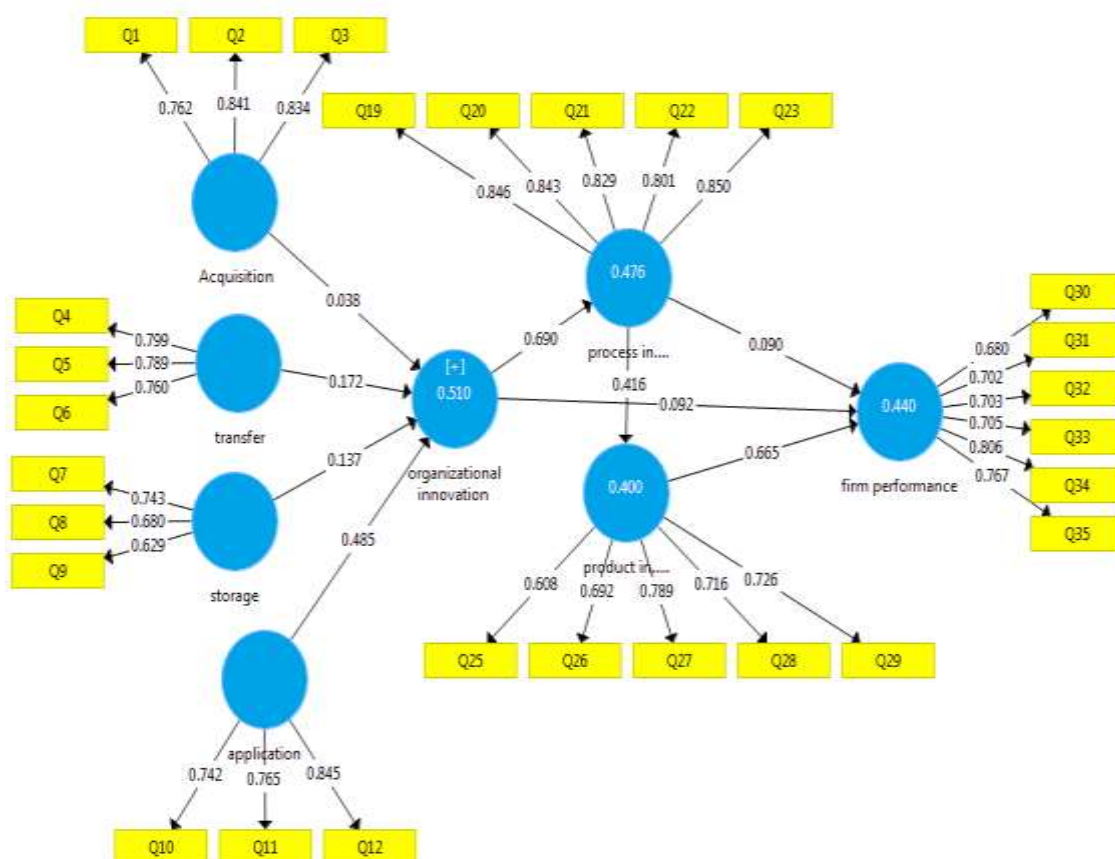 Q1 Q2 Q3
0.762 0.841 0.834
Acquisition
Q19 Q20 Q21 Q22 Q23
0.846 0.843 0.829 0.801 0.850
0.476
process in....
0.038
Q4
Q5
Q6
0.799
0.789
0.760
transfer
0.172
[+]
0.510
organizational
innovation
0.690
0.416
0.090
0.092
0.665
0.440
firm performance
Q30
Q31
Q32
Q33
Q34
Q35
0.680
0.702
0.703
0.705
0.806
0.767
Q7
Q8
Q9
0.743
0.680
0.629
storage
0.137
0.485
0.400
product in....
0.608 0.692 0.789 0.716 0.726
Q25 Q26 Q27 Q28 Q29
application
0.742 0.765 0.845
Q10 Q11 Q12